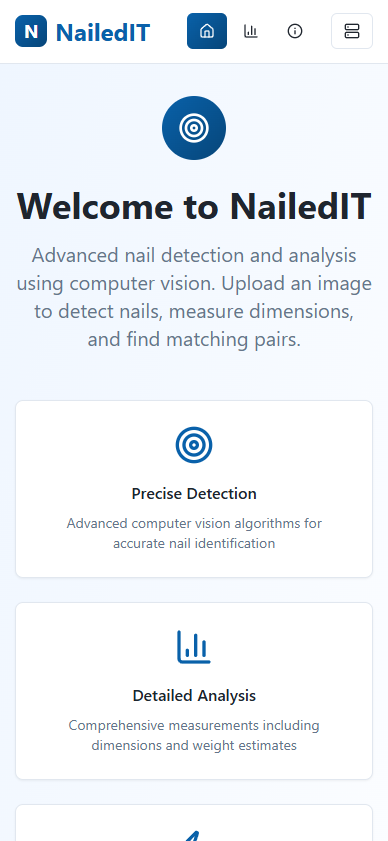 N NailedIT
Welcome to NailedIT
Advanced nail detection and analysis
using computer vision. Upload an image
to detect nails, measure dimensions,
and find matching pairs.
Precise Detection
Advanced computer vision algorithms for
accurate nail identification
Detailed Analysis
Comprehensive measurements including
dimensions and weight estimates